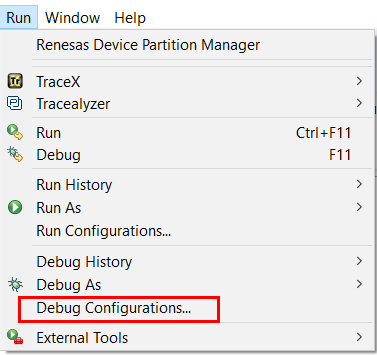 Run Window Help
Renesas Device Partition Manager
TraceX
Tracealyzer
Run Ctrl+F11
Debug F11
Run History
Run As
Run Configurations...
Debug History
Debug As
Debug Configurations...
External Tools